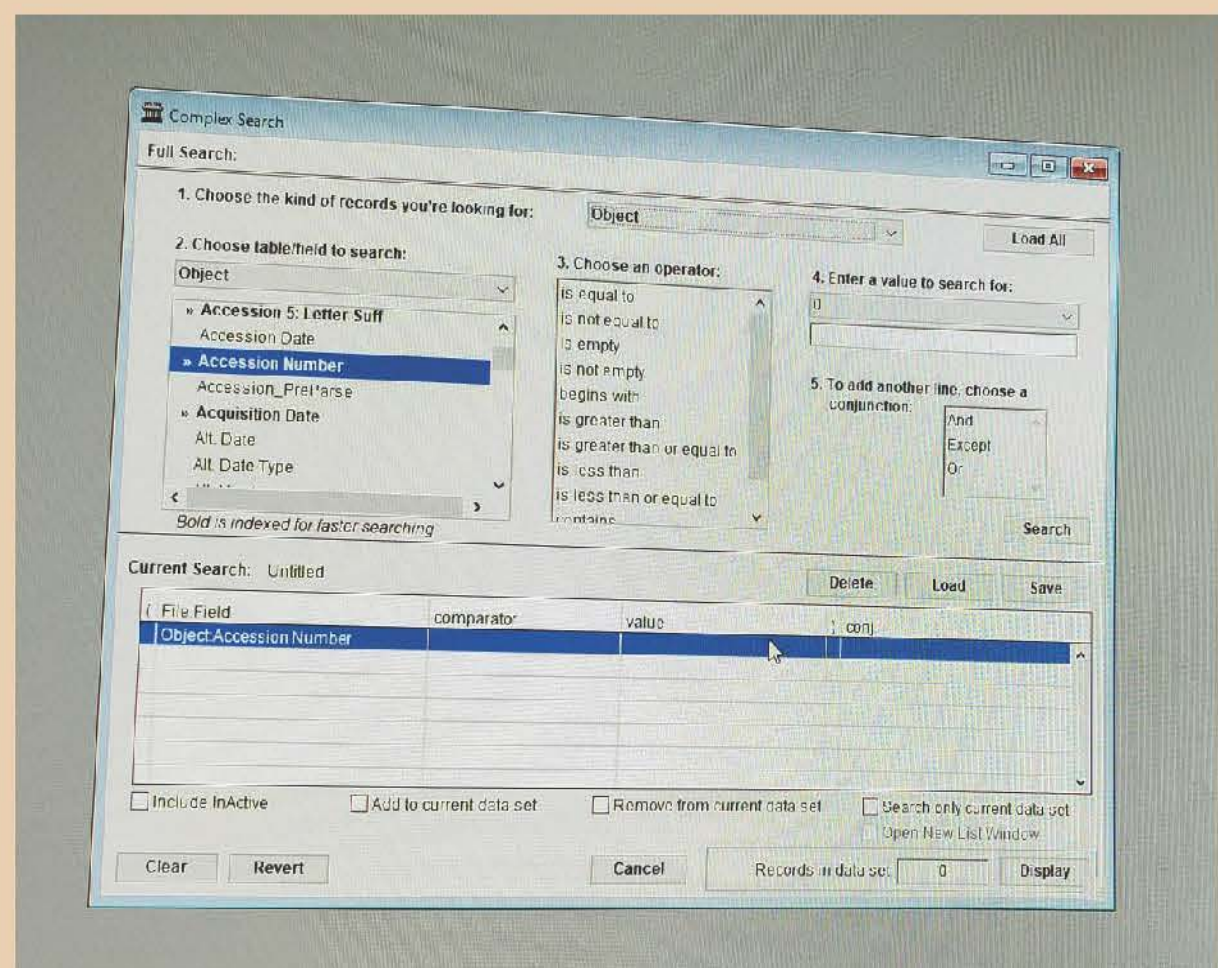 Complex Search
Full Search:
1. Choose the kind of records you're looking for:
Object
Load All
2. Choose table/field to search:
Object
» Accession 5: Letter Suff
Accession Date
» Accession Number
Accession_PreParse
» Acquisition Date
Alt. Date
Alt. Date Type
Bold is indexed for faster searching
3. Choose an operator:
is equal to
is not equal to
is empty
is not empty
begins with
is greater than
is greater than or equal to
is less than
is less than or equal to
contains
4. Enter a value to search for:
0
5. To add another line, choose a
conjunction:
And
Except
Or
Search
Current Search: Untitled
Delete Load Save
( File Field comparator value ) conj.
Object:Accession Number
Include InActive Add to current data set Remove from current data set Search only current data set
Open New List Window
Clear Revert Cancel Records in data set 0 Display